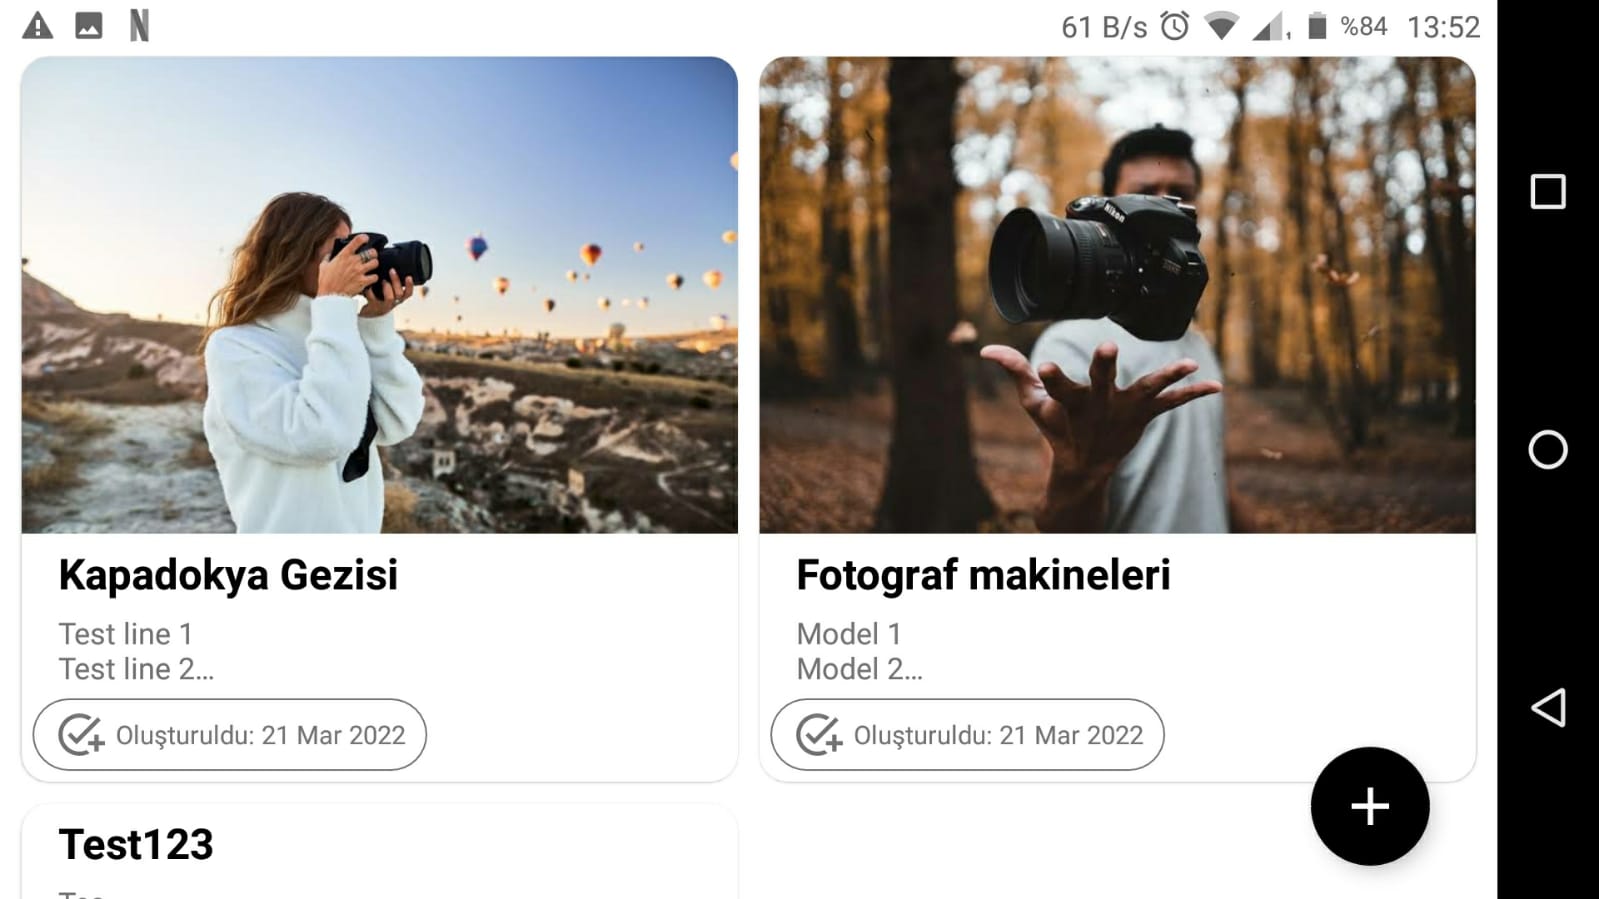 61 B/s %84 13:52
Nikon
Kapadokya Gezisi
Test line 1
Test line 2...
Oluşturuldu: 21 Mar 2022
Fotograf makineleri
Model 1
Model 2...
Oluşturuldu: 21 Mar 2022
Test123